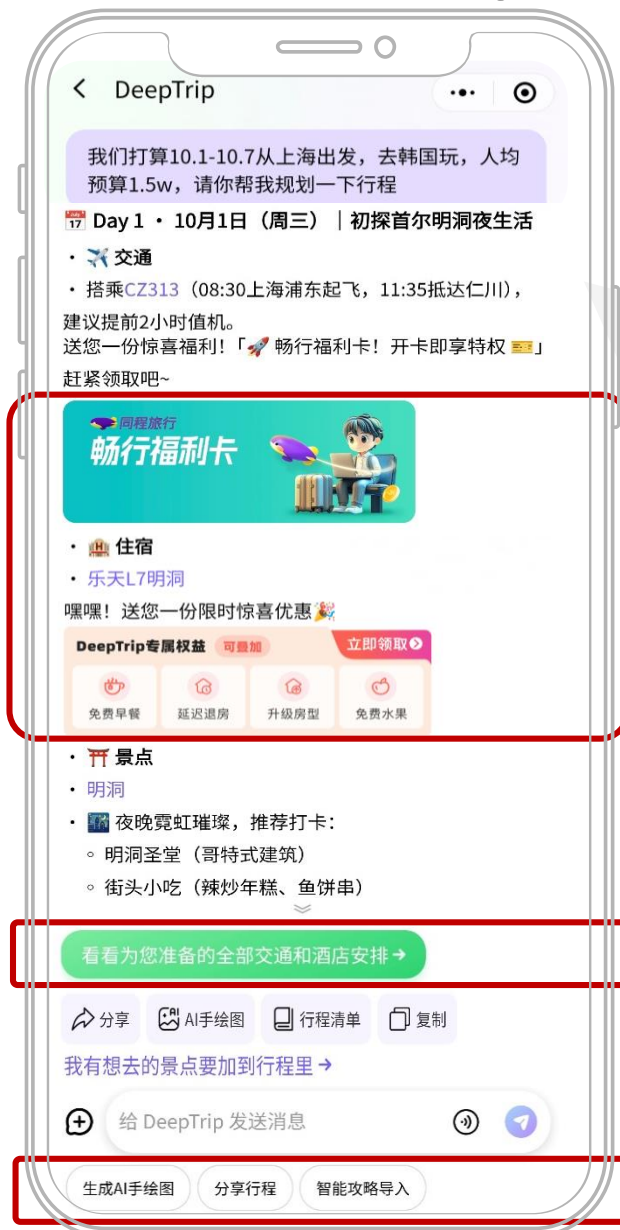 DeepTrip
我们打算10.1-10.7从上海出发，去韩国玩，人均
预算1.5w，请你帮我规划一下行程
17 Day 1 · 10月1日（周三）｜初探首尔明洞夜生活
· ✈️ 交通
· 搭乘CZ313（08:30上海浦东起飞，11:35抵达仁川），
建议提前2小时值机。
送您一份惊喜福利！「🚀 畅行福利卡！开卡即享特权 🎫」
赶紧领取吧~
同程旅行
畅行福利卡
· 🏨 住宿
· 乐天L7明洞
嘿嘿！送您一份限时惊喜优惠🎉
DeepTrip专属权益 可叠加 立即领取
免费早餐 延迟退房 升级房型 免费水果
· ⛩️ 景点
· 明洞
· 🌃 夜晚霓虹璀璨，推荐打卡：
◦ 明洞圣堂（哥特式建筑）
◦ 街头小吃（辣炒年糕、鱼饼串）
看看为您准备的全部交通和酒店安排→
分享 AI手绘图 行程清单 复制
我有想去的景点要加到行程里→
给 DeepTrip 发送消息
生成AI手绘图 分享行程 智能攻略导入